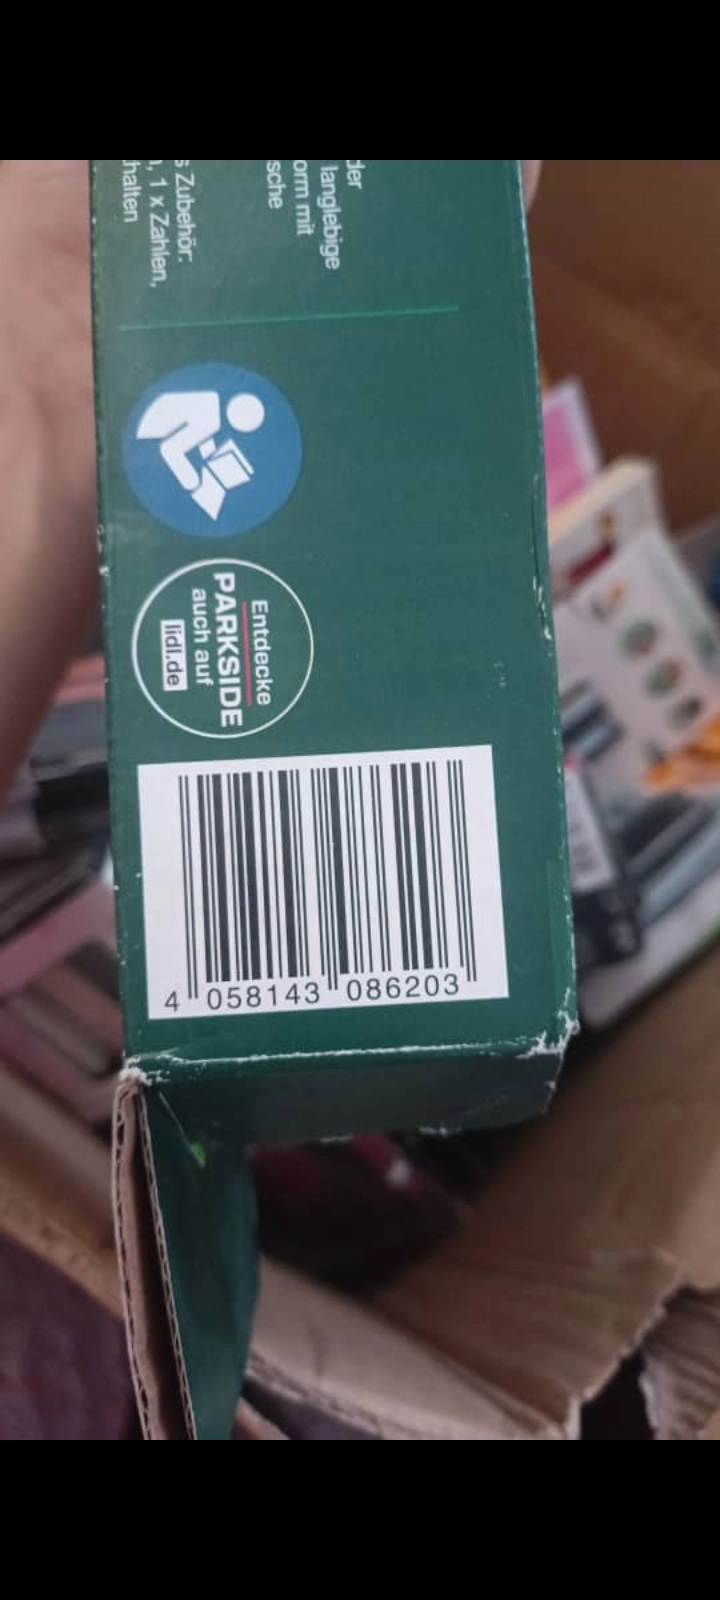 der
langlebige
orm mit
sche
s Zubehör:
, 1 x Zahlen,
halten
Entdecke
PARKSIDE
auch auf
lidl.de
4 058143 086203